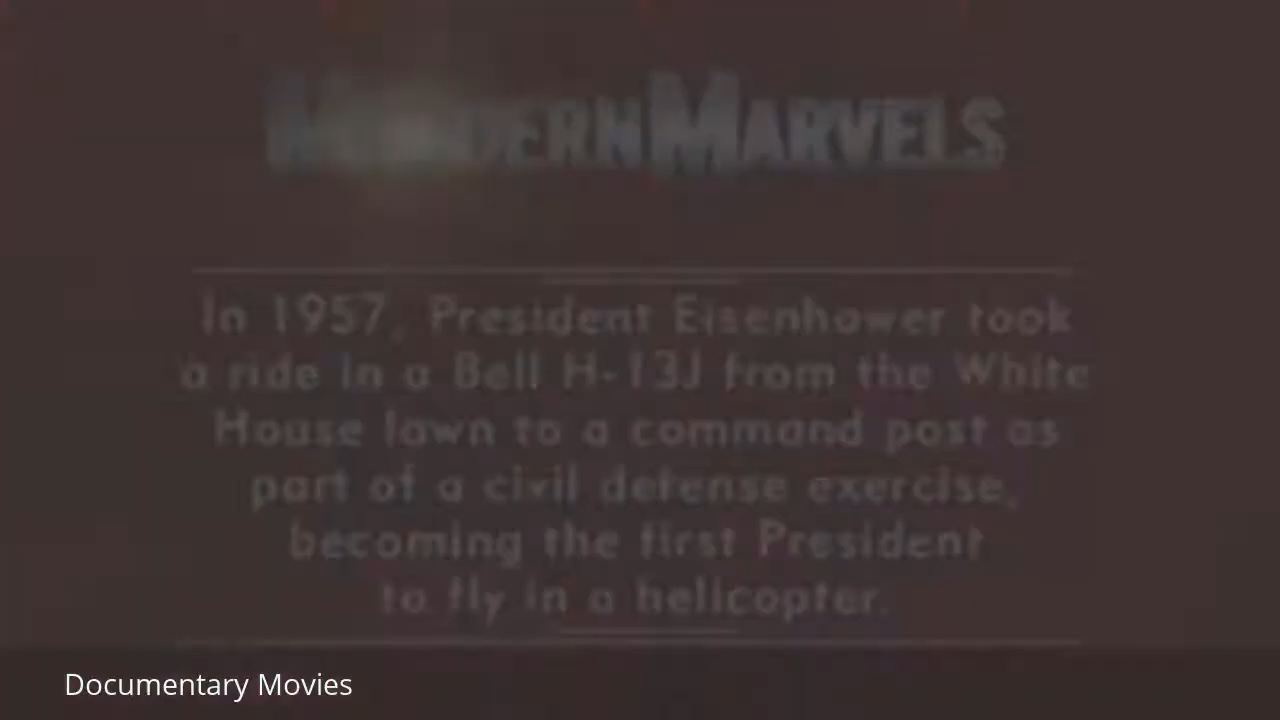 MODERN MARVELS
In 1957, President Eisenhower took
a ride in a Bell H-13J from the White
House lawn to a command post as
part of a civil defense exercise,
becoming the first President
to fly in a helicopter.
Documentary Movies